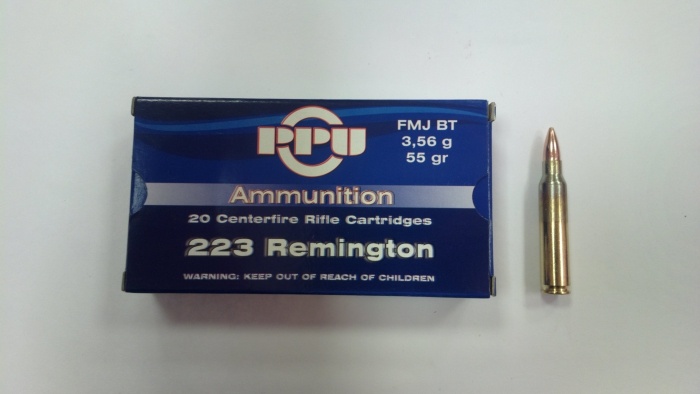 PPU
FMJ BT
3,56 g
55 gr
Ammunition
20 Centerfire Rifle Cartridges
223 Remington
WARNING: KEEP OUT OF REACH OF CHILDREN